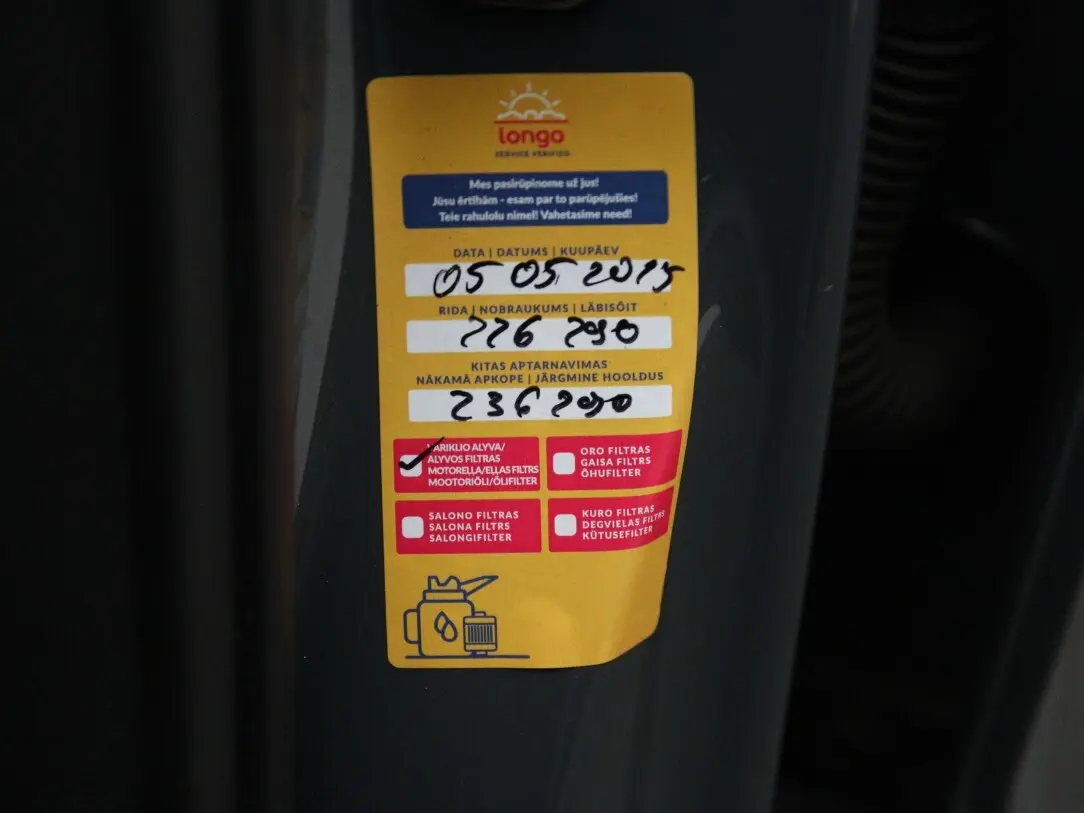 longo
SERVICE VERIFIED
Mes pasirūpinome už jus!
Jūsu ērtībām - esam par to parūpējušies!
Teie rahulolu nimel! Vahetasime need!
DATA | DATUMS | KUUPÄEV
05 05 2025
RIDA | NOBRAUKUMS | LÄBISÕIT
226 290
KITAS APTARNAVIMAS
NĀKAMĀ APKOPE | JÄRGMINE HOOLDUS
236 290
VARIKLIO ALYVA/
ALYVOS FILTRAS
MOTOREĻĻA/EĻĻAS FILTRS
MOOTORIÕLI/ÕLIFILTER
ORO FILTRAS
GAISA FILTRS
ÕHUFILTER
SALONO FILTRAS
SALONA FILTRS
SALONGIFILTER
KURO FILTRAS
DEGVIELAS FILTRS
KÜTUSEFILTER